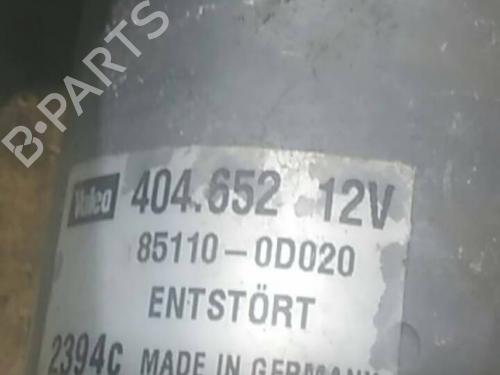 B-PARTS
Valeo 404.652 12V
85110-0D020
ENTSTÖRT
2394C MADE IN GERMANY